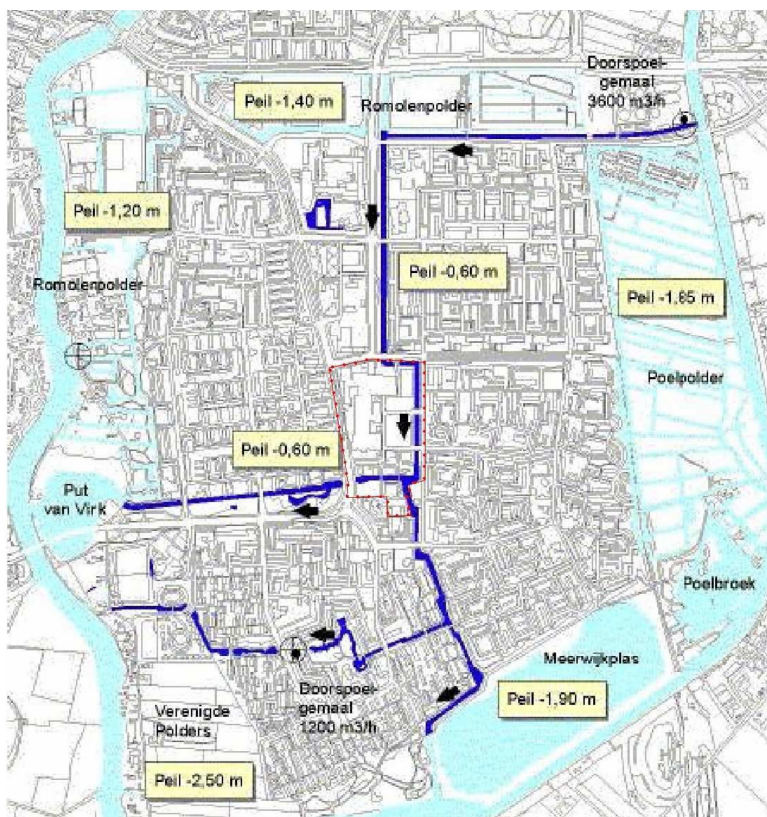 Doorspoel-
gemaal
3600 m3/h
Peil -1,40 m
Romolenpolder
Peil -1,20 m
Peil -0,60 m
Romolenpolder
Peil -1,85 m
Poelpolder
Peil -0,60 m
Put
van Virk
Poelbroek
Meerwijkplas
Doorspoel-
gemaal
1200 m3/h
Peil -1,90 m
Verenigde
Polders
Peil -2,50 m